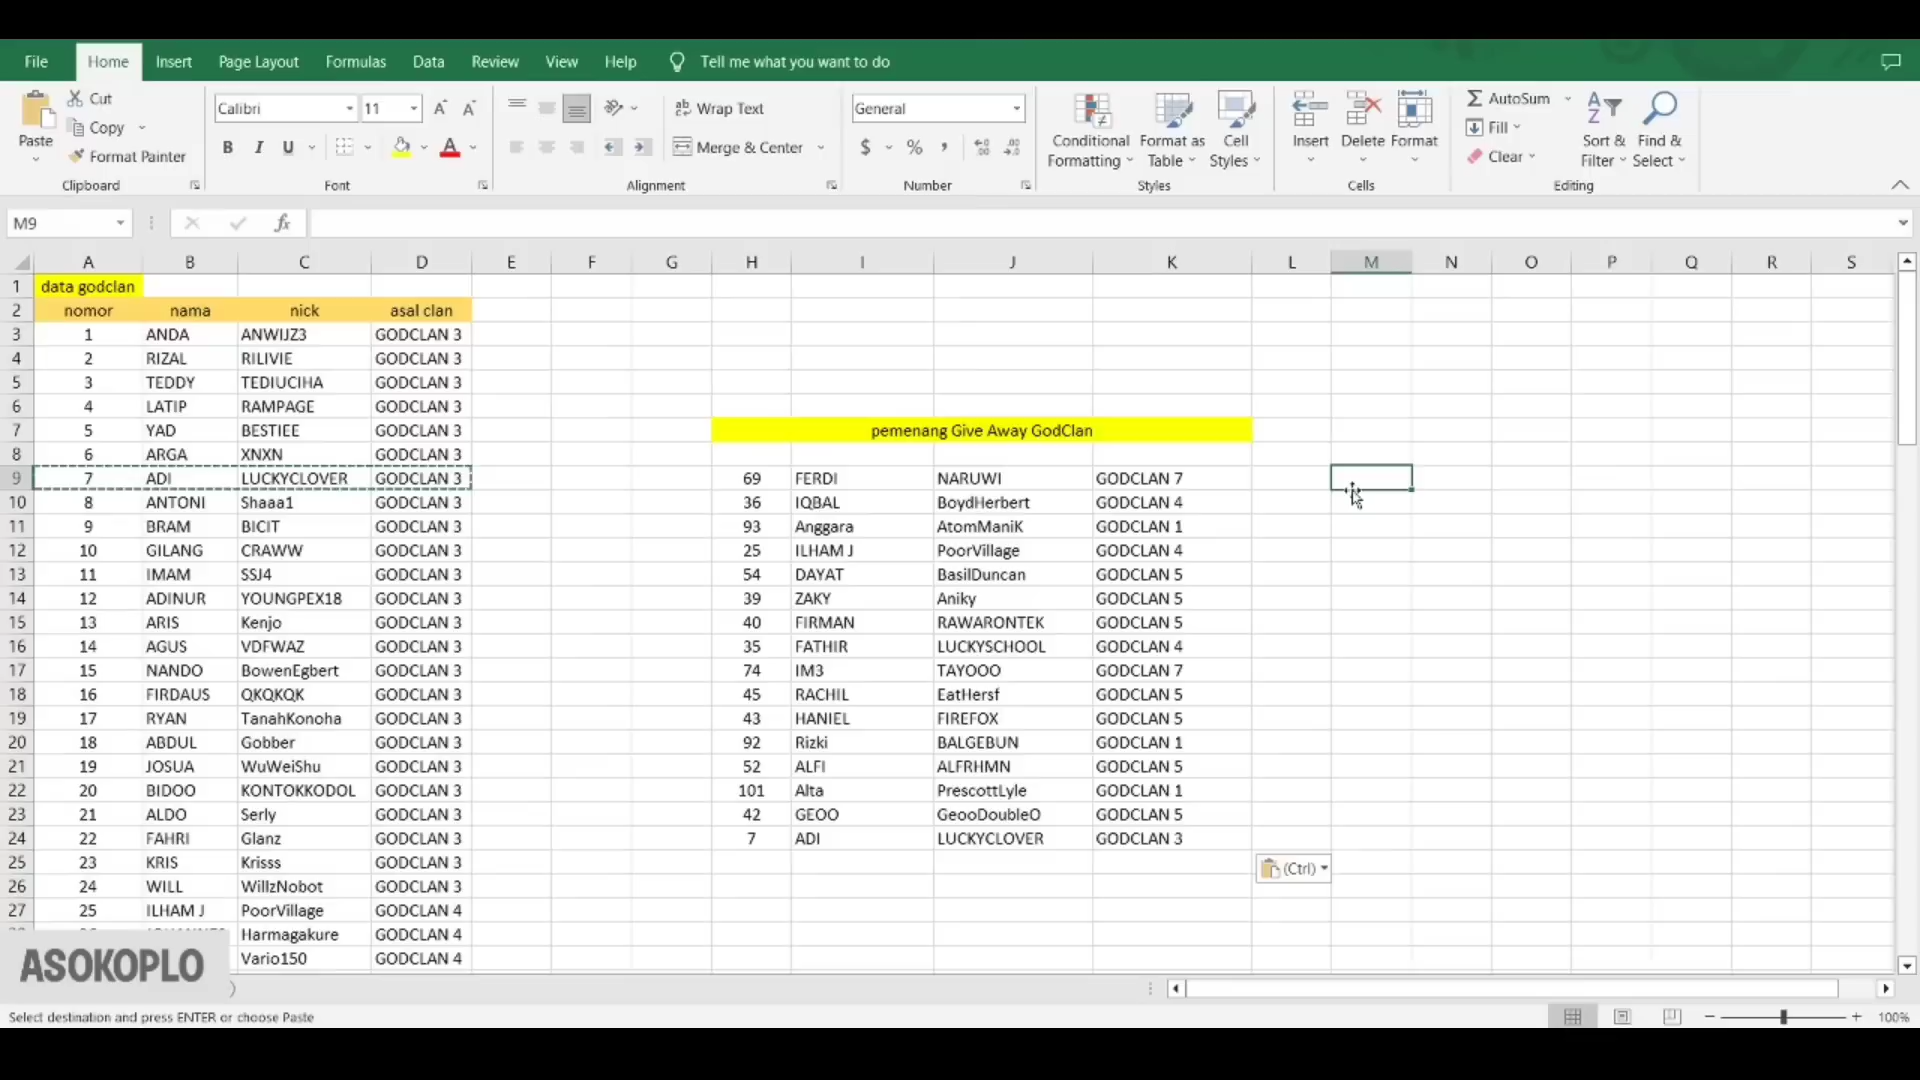 File Home Insert Page Layout Formulas Data Review View Help Tell me what you want to do
Cut Calibri 11 Wrap Text General AutoSum
Paste Copy Conditional Format as Cell Insert Delete Format Fill Sort & Find &
Format Painter B I U A Merge & Center $ % , Formatting Table Styles Clear Filter Select
Clipboard Font Alignment Number Styles Cells Editing
M9 fx
A B C D E F G H I J K L M N O P Q R S
1 data godclan
2 nomor nama nick asal clan
3 1 ANDA ANWIJZ3 GODCLAN 3
4 2 RIZAL RILIVIE GODCLAN 3
5 3 TEDDY TEDIUCIHA GODCLAN 3
6 4 LATIP RAMPAGE GODCLAN 3
7 5 YAD BESTIEE GODCLAN 3 pemenang Give Away GodClan
8 6 ARGA XNXN GODCLAN 3
9 7 ADI LUCKYCLOVER GODCLAN 3 69 FERDI NARUWI GODCLAN 7
10 8 ANTONI Shaaa1 GODCLAN 3 36 IQBAL BoydHerbert GODCLAN 4
11 9 BRAM BICIT GODCLAN 3 93 Anggara AtomManiK GODCLAN 1
12 10 GILANG CRAWW GODCLAN 3 25 ILHAM J PoorVillage GODCLAN 4
13 11 IMAM SSJ4 GODCLAN 3 54 DAYAT BasilDuncan GODCLAN 5
14 12 ADINUR YOUNGPEX18 GODCLAN 3 39 ZAKY Aniky GODCLAN 5
15 13 ARIS Kenjo GODCLAN 3 40 FIRMAN RAWARONTEK GODCLAN 5
16 14 AGUS VDFWAZ GODCLAN 3 35 FATHIR LUCKYSCHOOL GODCLAN 4
17 15 NANDO BowenEgbert GODCLAN 3 74 IM3 TAYOOO GODCLAN 7
18 16 FIRDAUS QKQKQK GODCLAN 3 45 RACHIL EatHersf GODCLAN 5
19 17 RYAN TanahKonoha GODCLAN 3 43 HANIEL FIREFOX GODCLAN 5
20 18 ABDUL Gobber GODCLAN 3 92 Rizki BALGEBUN GODCLAN 1
21 19 JOSUA WuWeiShu GODCLAN 3 52 ALFI ALFRHMN GODCLAN 5
22 20 BIDOO KONTOKKODOL GODCLAN 3 101 Alta PrescottLyle GODCLAN 1
23 21 ALDO Serly GODCLAN 3 42 GEOO GeooDoubleO GODCLAN 5
24 22 FAHRI Glanz GODCLAN 3 7 ADI LUCKYCLOVER GODCLAN 3
25 23 KRIS Krisss GODCLAN 3 (Ctrl)
26 24 WILL WillzNobot GODCLAN 3
27 25 ILHAM J PoorVillage GODCLAN 4
Harmagakure GODCLAN 4
ASOKOPLO Vario150 GODCLAN 4
Select destination and press ENTER or choose Paste 100%